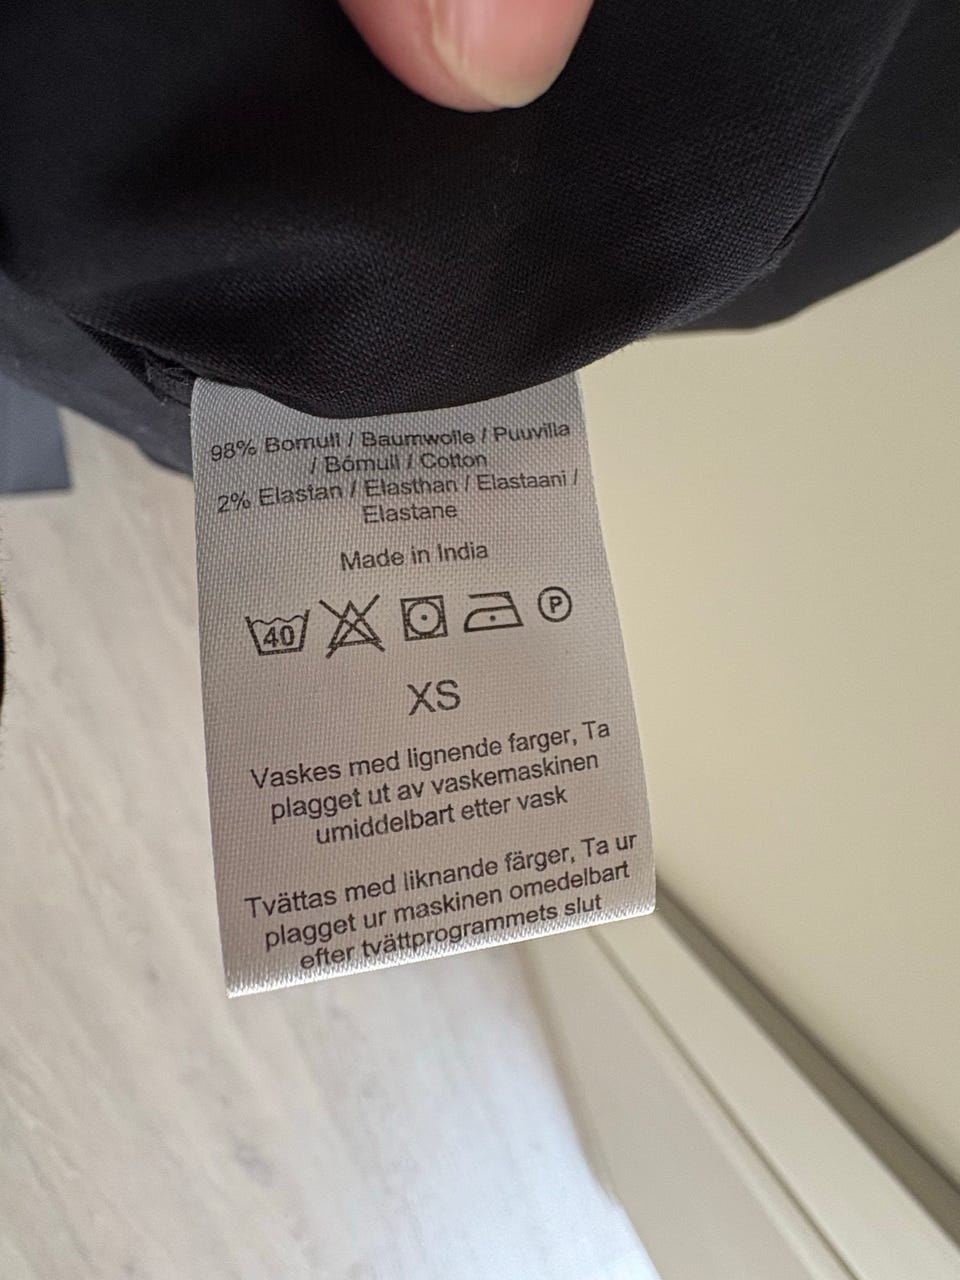 98% Bomull / Baumwolle / Puuvilla
/ Bómull / Cotton
2% Elastan / Elasthan / Elastaani /
Elastane
Made in India
40 P
XS
Vaskes med lignende farger, Ta
plagget ut av vaskemaskinen
umiddelbart etter vask
Tvättas med liknande färger, Ta ur
plagget ur maskinen omedelbart
efter tvättprogrammets slut